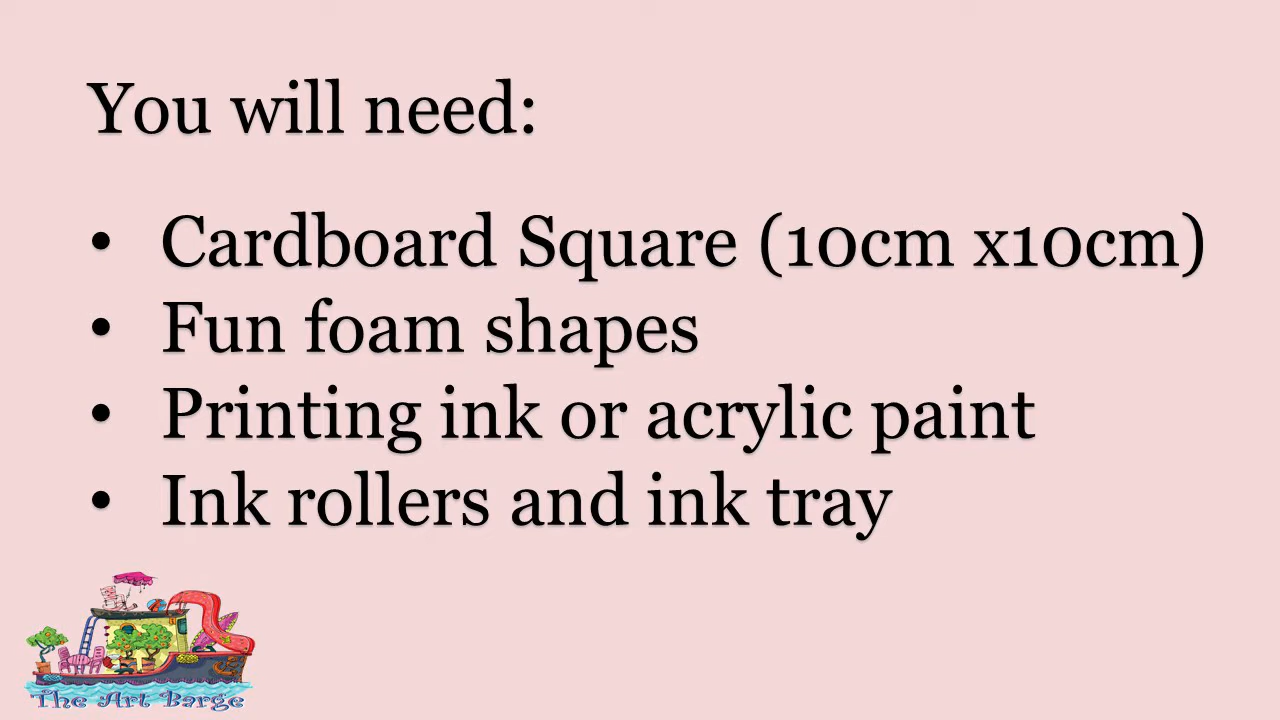 You will need:
• Cardboard Square (10cm x10cm)
• Fun foam shapes
• Printing ink or acrylic paint
• Ink rollers and ink tray
The Art Barge